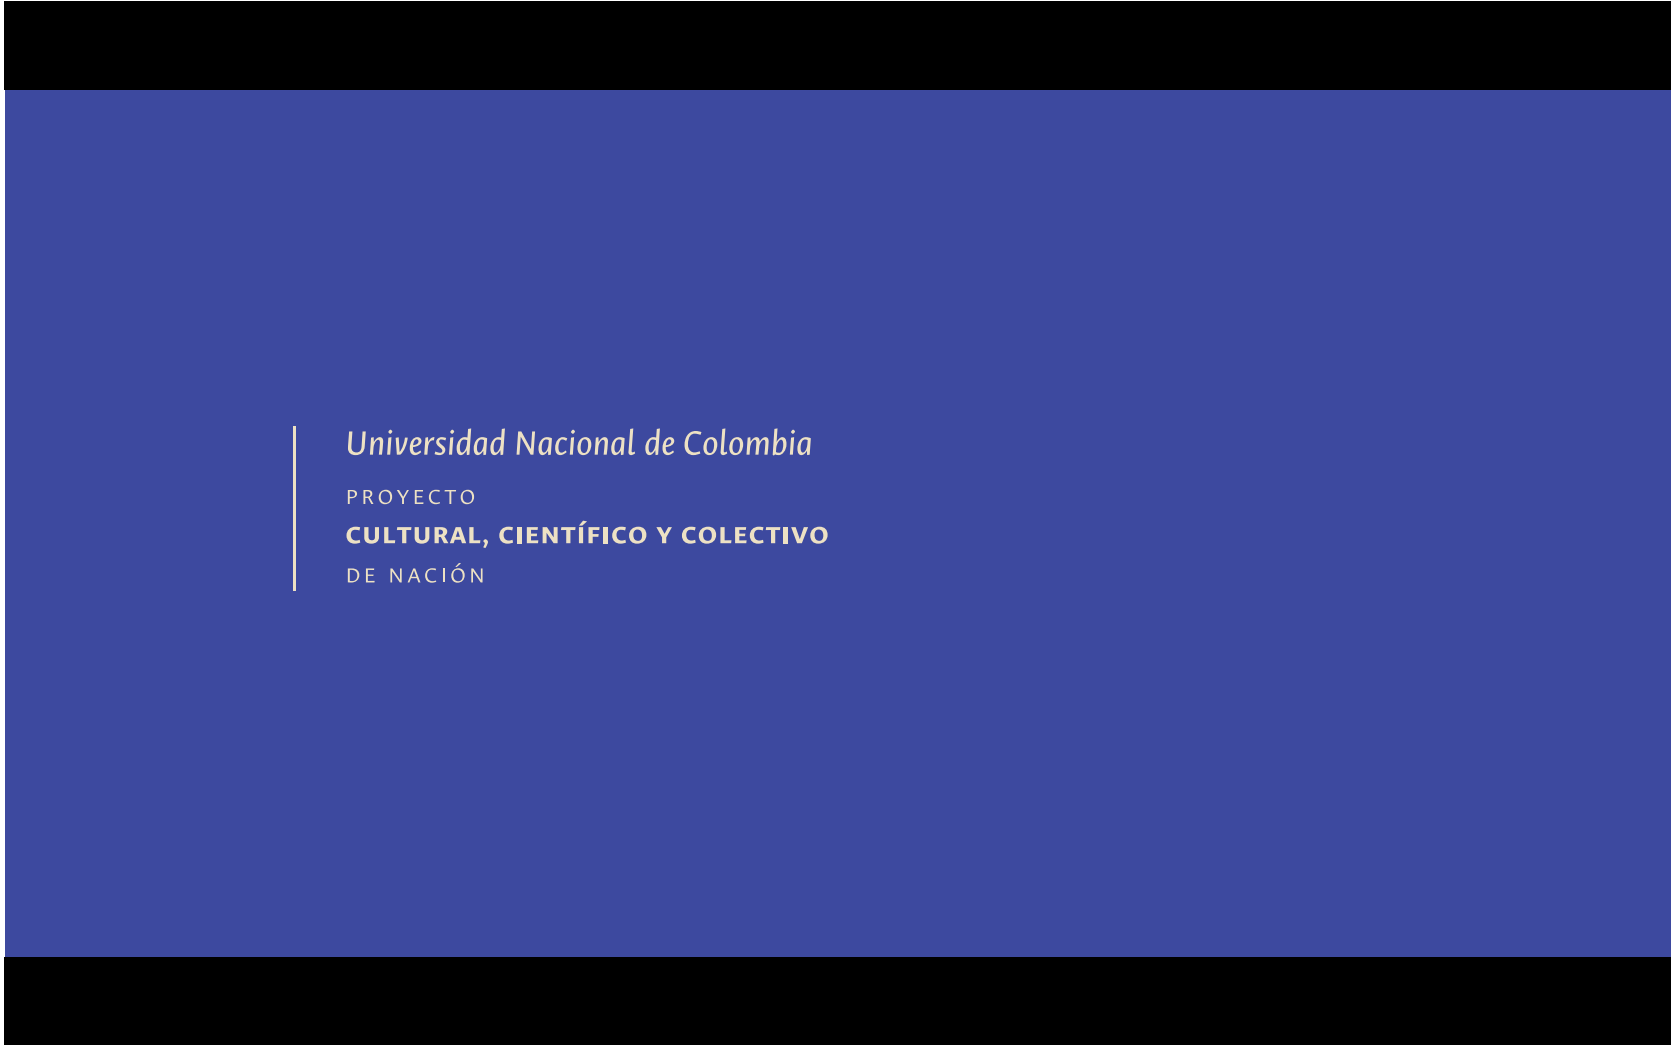 Universidad Nacional de Colombia
PROYECTO
CULTURAL, CIENTÍFICO Y COLECTIVO
DE NACIÓN